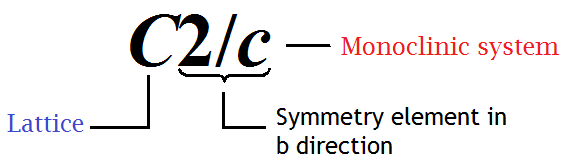 C2/c
Monoclinic system
Lattice
Symmetry element in
b direction